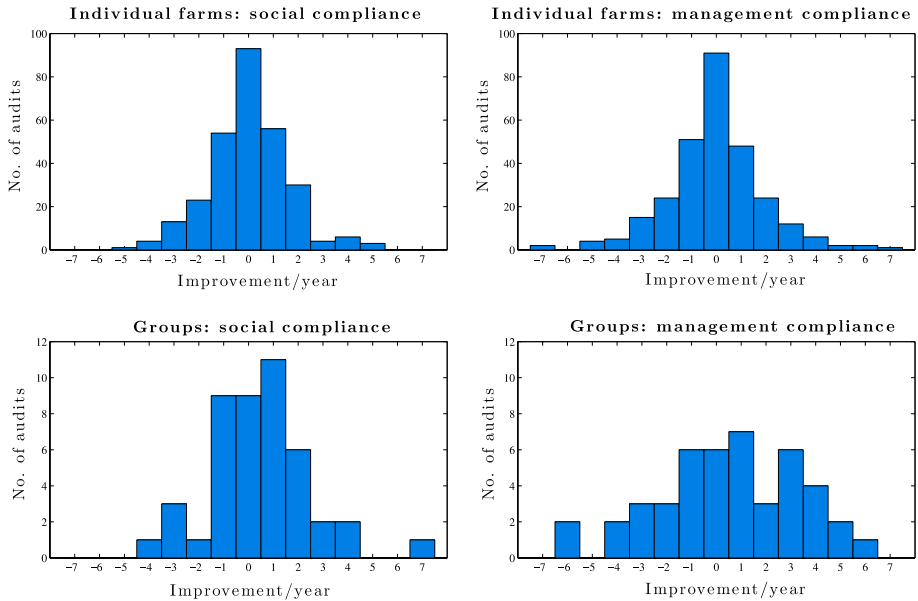 Individual farms: social compliance
100
80
60
40
20
0
No. of audits
−7 −6 −5 −4 −3 −2 −1 0 1 2 3 4 5 6 7
Improvement/year
Individual farms: management compliance
100
80
60
40
20
0
No. of audits
−7 −6 −5 −4 −3 −2 −1 0 1 2 3 4 5 6 7
Improvement/year
Groups: social compliance
12
10
8
6
4
2
0
No. of audits
−7 −6 −5 −4 −3 −2 −1 0 1 2 3 4 5 6 7
Improvement/year
Groups: management compliance
12
10
8
6
4
2
0
No. of audits
−7 −6 −5 −4 −3 −2 −1 0 1 2 3 4 5 6 7
Improvement/year